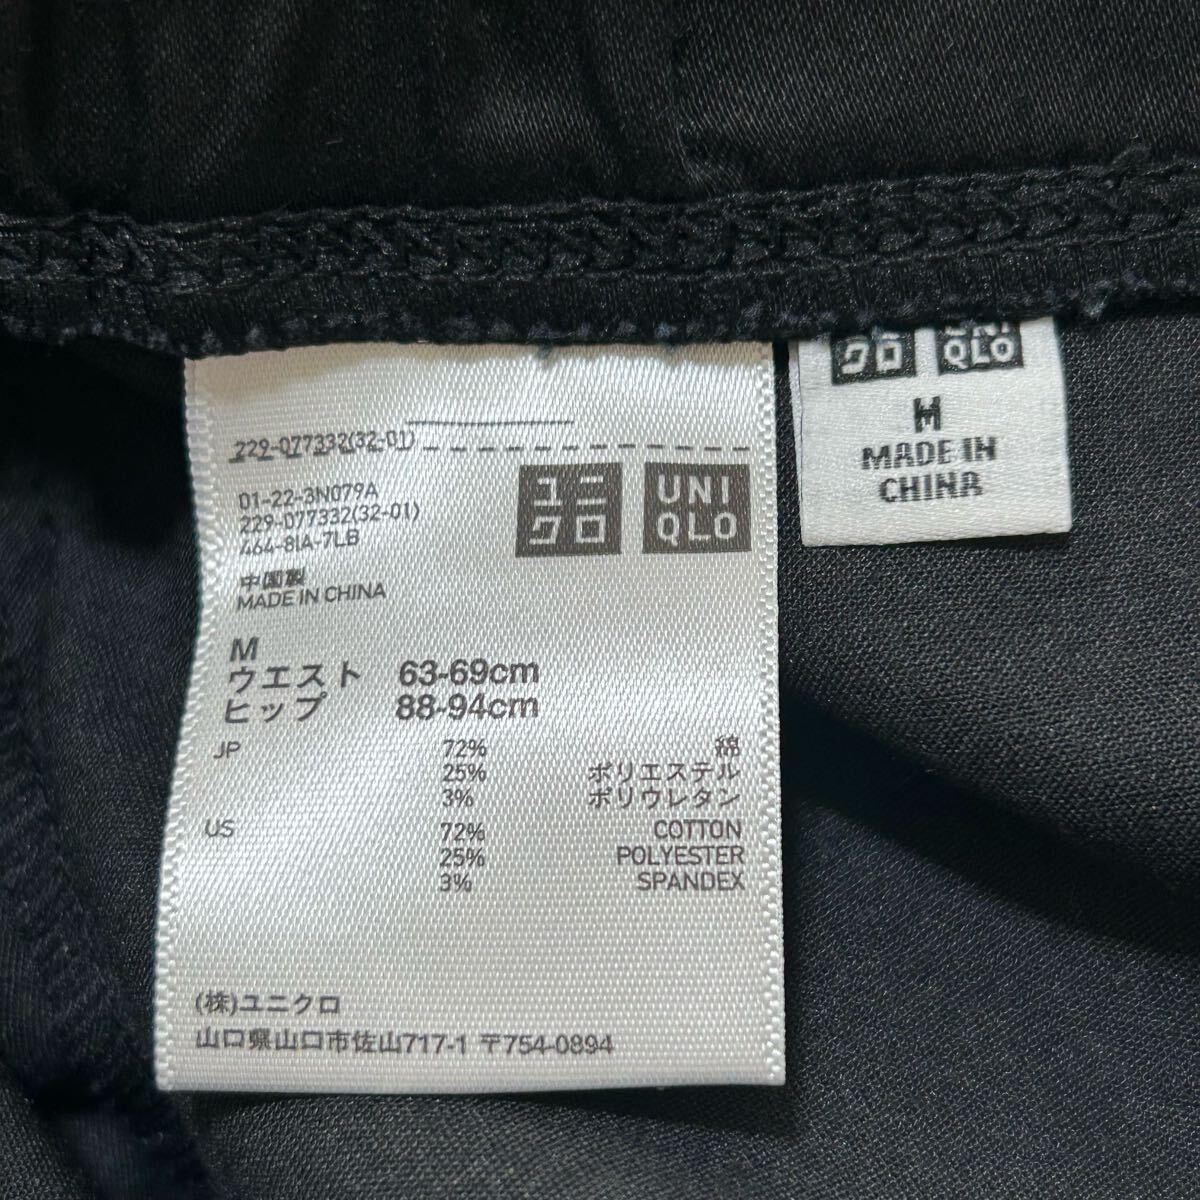 229-077332(32-01)
01-22-3N079A
229-077332(32-01)
464-8IA-7LB
ユニ
クロ
UNI
QLO
中国製
MADE IN CHINA
M
ウエスト 63-69cm
ヒップ 88-94cm
JP 72% 綿
25% ポリエステル
3% ポリウレタン
US 72% COTTON
25% POLYESTER
3% SPANDEX
(株)ユニクロ
山口県山口市佐山717-1 〒754-0894
クロ
UNI
QLO
M
MADE IN
CHINA